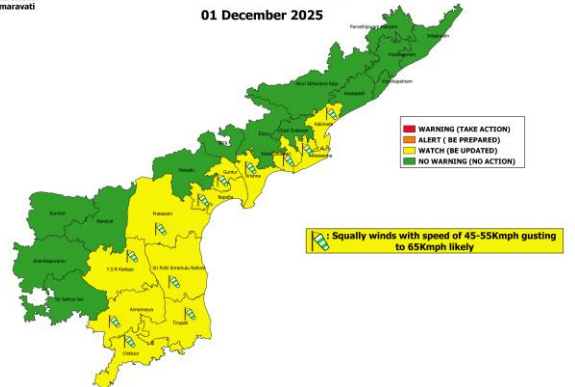 maravati
01 December 2025
Parvathipuram Manyam
Srikakulam
Vizianagaram
Visakhapatnam
Alluri Sitharama Raju
Anakapalli
Kakinada
East Godavari
Eluru
Konaseema
Krishna
Guntur
Palnadu
Bapatla
Prakasam
Kurnool
Nandyal
Ananthapuramu
Sri Sathya Sai
Y.S.R Kadapa
Sri Potti Sriramulu Nellore
Annamayya
Tirupati
Chittoor
WARNING (TAKE ACTION)
ALERT ( BE PREPARED)
WATCH (BE UPDATED)
NO WARNING (NO ACTION)
: Squally winds with speed of 45-55Kmph gusting
to 65Kmph likely